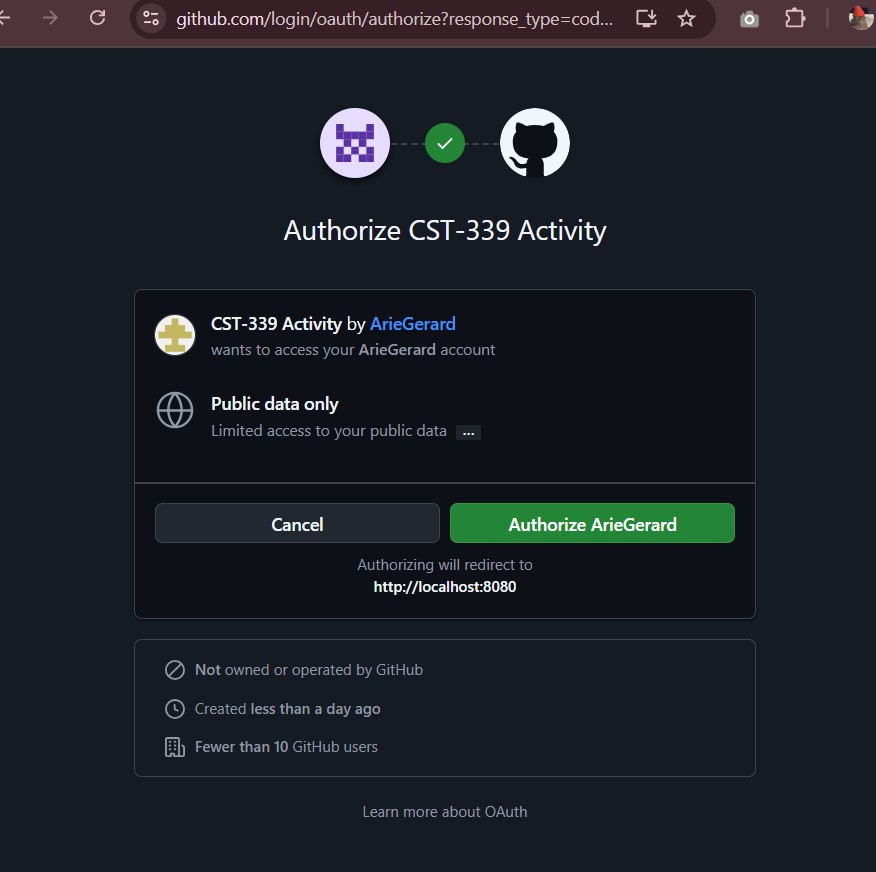 github.com/login/oauth/authorize?response_type=cod...
Authorize CST-339 Activity
CST-339 Activity by ArieGerard
wants to access your ArieGerard account
Public data only
Limited access to your public data ...
Cancel
Authorize ArieGerard
Authorizing will redirect to
http://localhost:8080
Not owned or operated by GitHub
Created less than a day ago
Fewer than 10 GitHub users
Learn more about OAuth